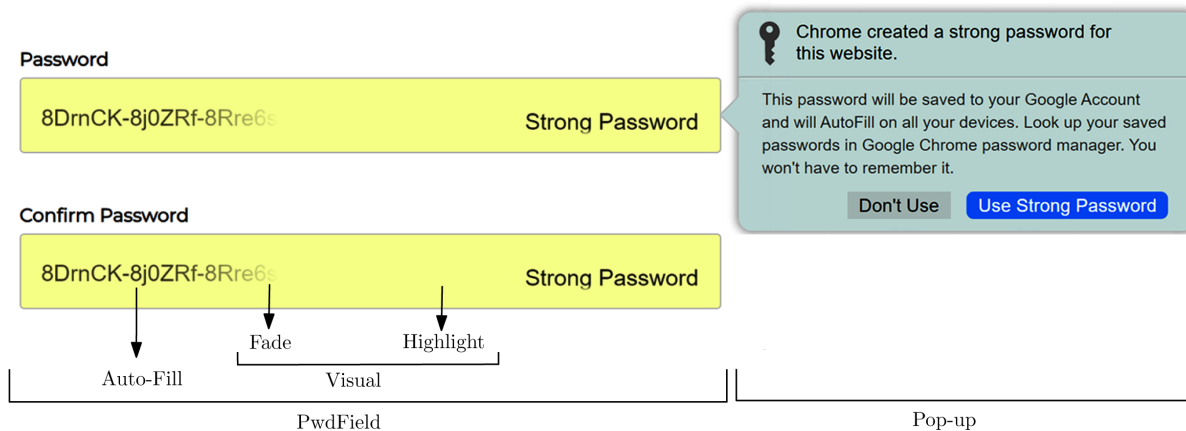 Password
8DrnCK-8j0ZRf-8Rre6s
Strong Password
Chrome created a strong password for
this website.
This password will be saved to your Google Account
and will AutoFill on all your devices. Look up your saved
passwords in Google Chrome password manager. You
won't have to remember it.
Don't Use
Use Strong Password
Confirm Password
8DrnCK-8j0ZRf-8Rre6s
Strong Password
Fade
Highlight
Auto-Fill
Visual
PwdField
Pop-up